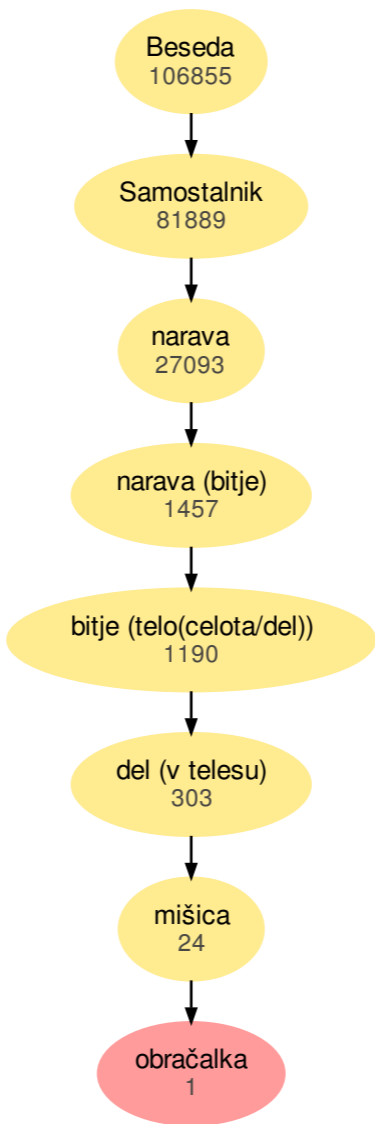 Beseda
106855
Samostalnik
81889
narava
27093
narava (bitje)
1457
bitje (telo(celota/del))
1190
del (v telesu)
303
mišica
24
obračalka
1